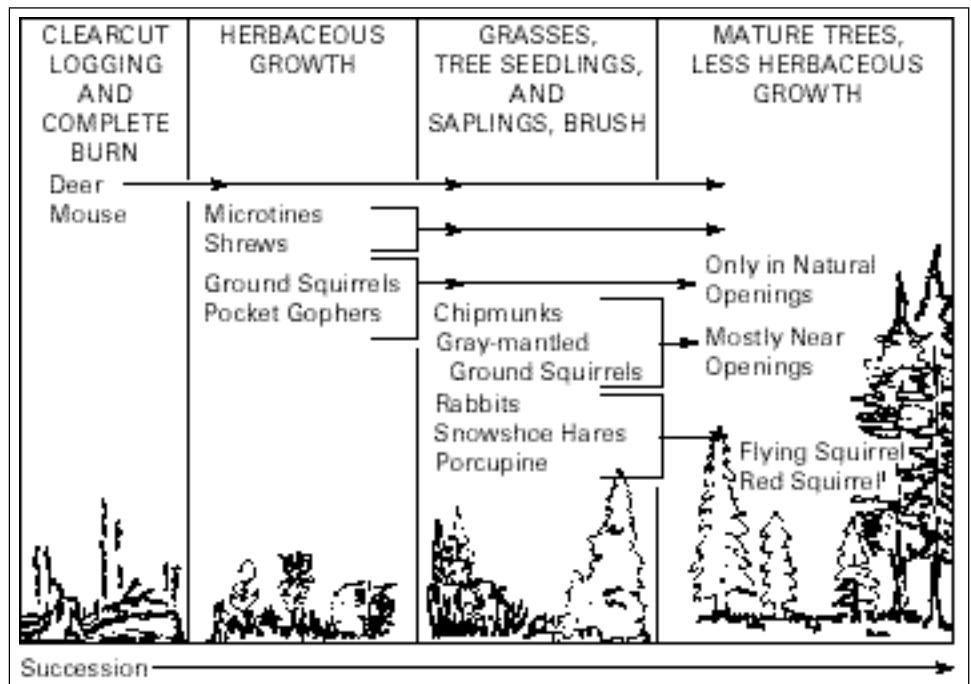 CLEARCUT
LOGGING
AND
COMPLETE
BURN
HERBACEOUS
GROWTH
GRASSES,
TREE SEEDLINGS,
AND
SAPLINGS, BRUSH
MATURE TREES,
LESS HERBACEOUS
GROWTH
Deer
Mouse
Microtines
Shrews
Ground Squirrels
Pocket Gophers
Chipmunks
Gray-mantled
Ground Squirrels
Rabbits
Snowshoe Hares
Porcupine
Only in Natural
Openings
Mostly Near
Openings
Flying Squirrel
Red Squirrel
Succession